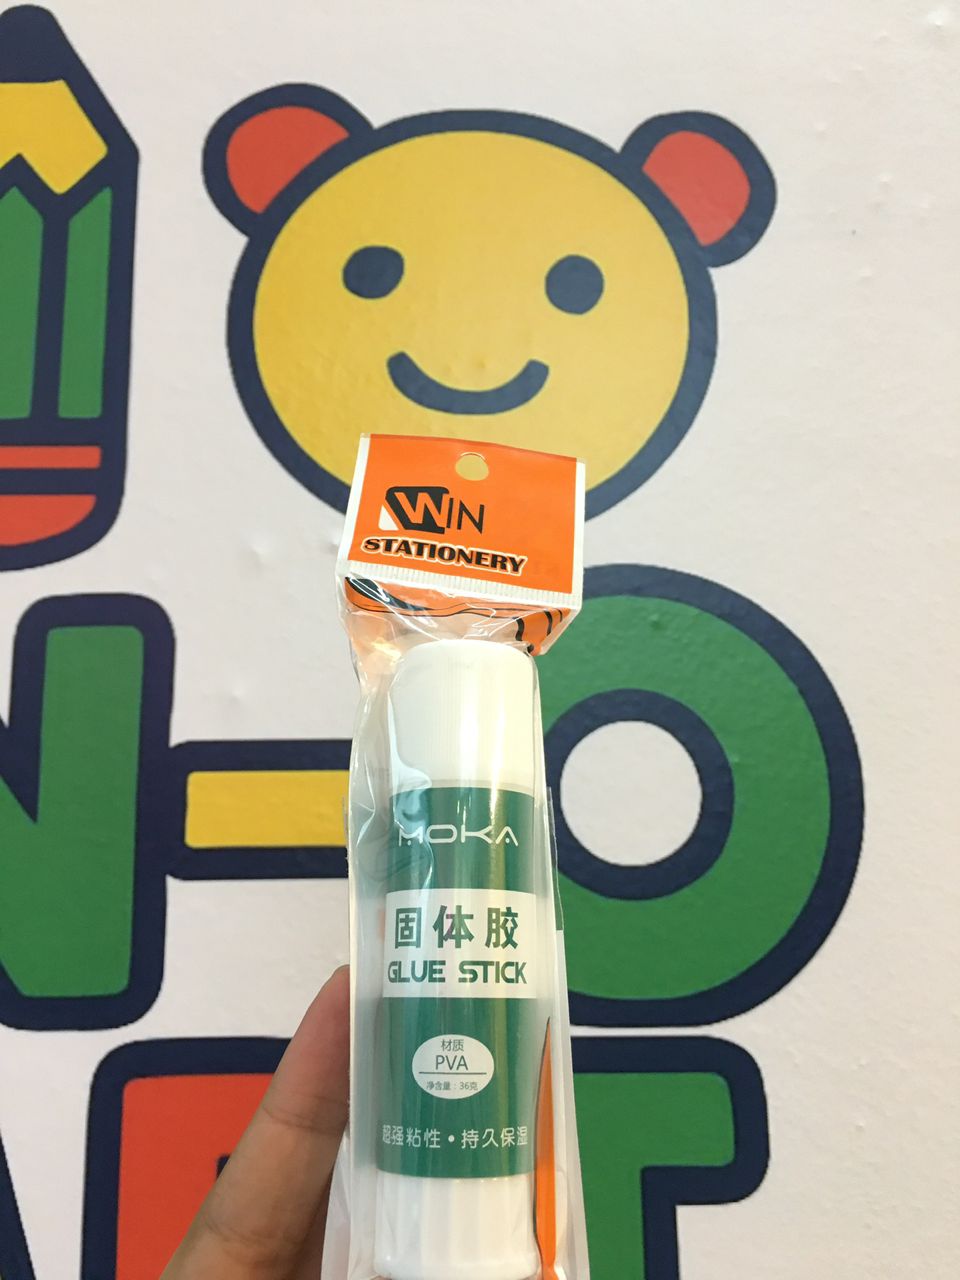 WIN
STATIONERY
MOKA
固体胶
GLUE STICK
材质
PVA
净含量：36克
超强粘性•持久保湿